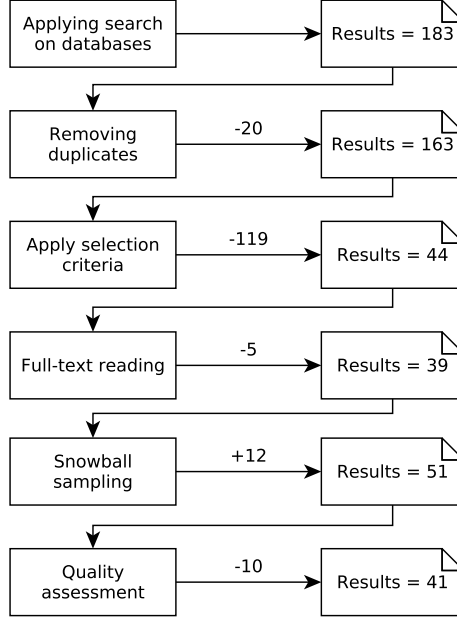 Applying search
on databases
Results = 183
Removing
duplicates
-20
Results = 163
Apply selection
criteria
-119
Results = 44
Full-text reading
-5
Results = 39
Snowball
sampling
+12
Results = 51
Quality
assessment
-10
Results = 41